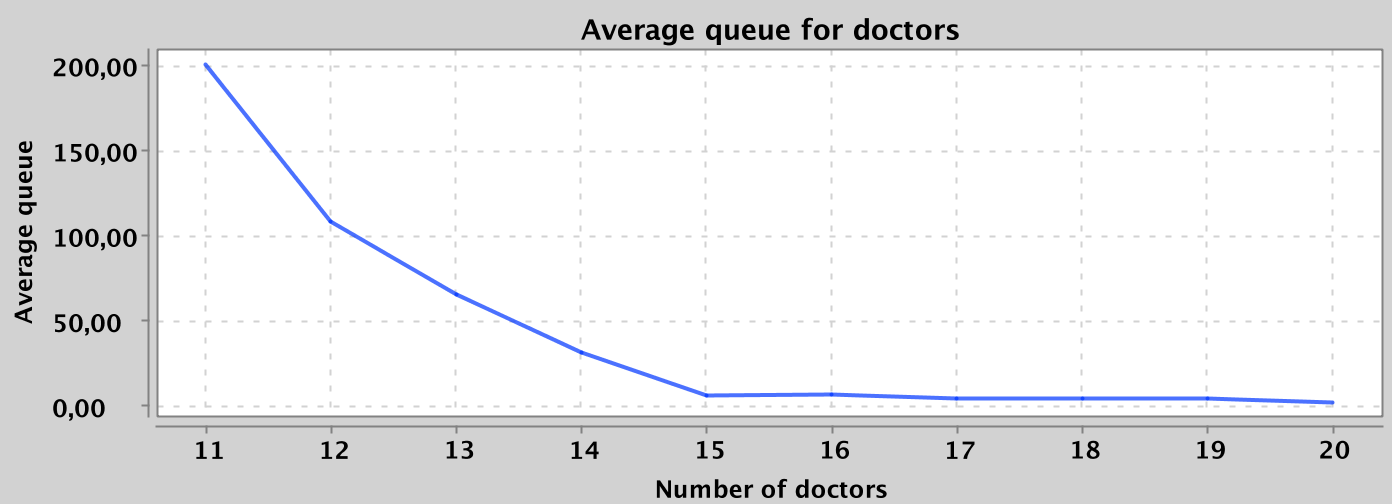 Average queue for doctors
Average queue
200,00
150,00
100,00
50,00
0,00
11 12 13 14 15 16 17 18 19 20
Number of doctors